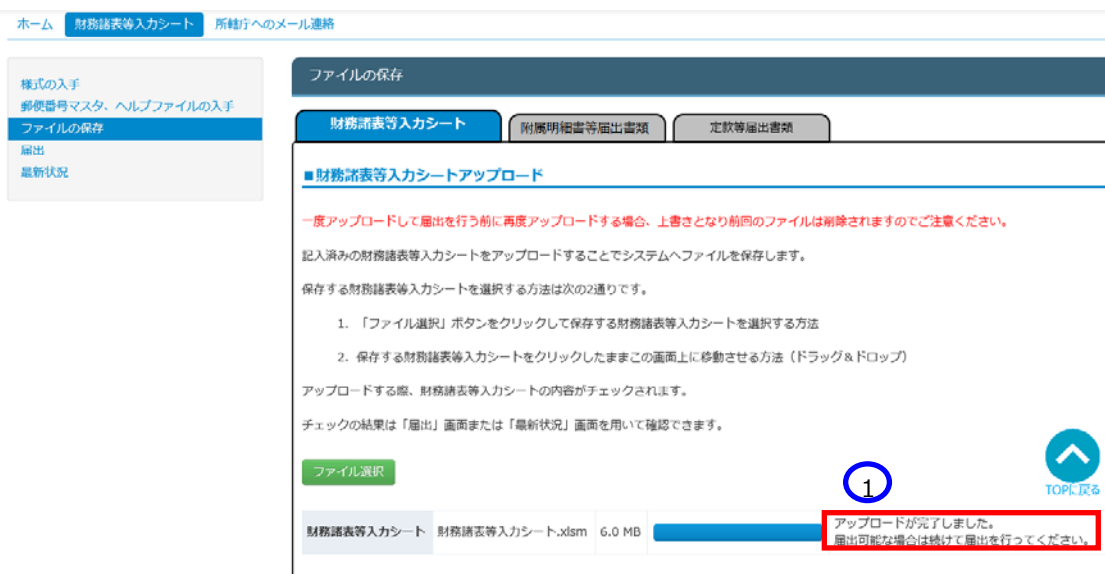 ホーム 財務諸表等入力シート 所轄庁へのメール連絡
様式の入手
郵便番号マスタ、ヘルプファイルの入手
ファイルの保存
届出
最新状況
ファイルの保存
財務諸表等入力シート 附属明細書等届出書類 定款等届出書類
■財務諸表等入力シートアップロード
一度アップロードして届出を行う前に再度アップロードする場合、上書きとなり前回のファイルは削除されますのでご注意ください。
記入済みの財務諸表等入力シートをアップロードすることでシステムへファイルを保存します。
保存する財務諸表等入力シートを選択する方法は次の2通りです。
1. 「ファイル選択」ボタンをクリックして保存する財務諸表等入力シートを選択する方法
2. 保存する財務諸表等入力シートをクリックしたままこの画面上に移動させる方法（ドラッグ＆ドロップ）
アップロードする際、財務諸表等入力シートの内容がチェックされます。
チェックの結果は「届出」画面または「最新状況」画面を用いて確認できます。
ファイル選択
TOPに戻る
1
財務諸表等入力シート 財務諸表等入力シート.xlsm 6.0 MB
アップロードが完了しました。
届出可能な場合は続けて届出を行ってください。